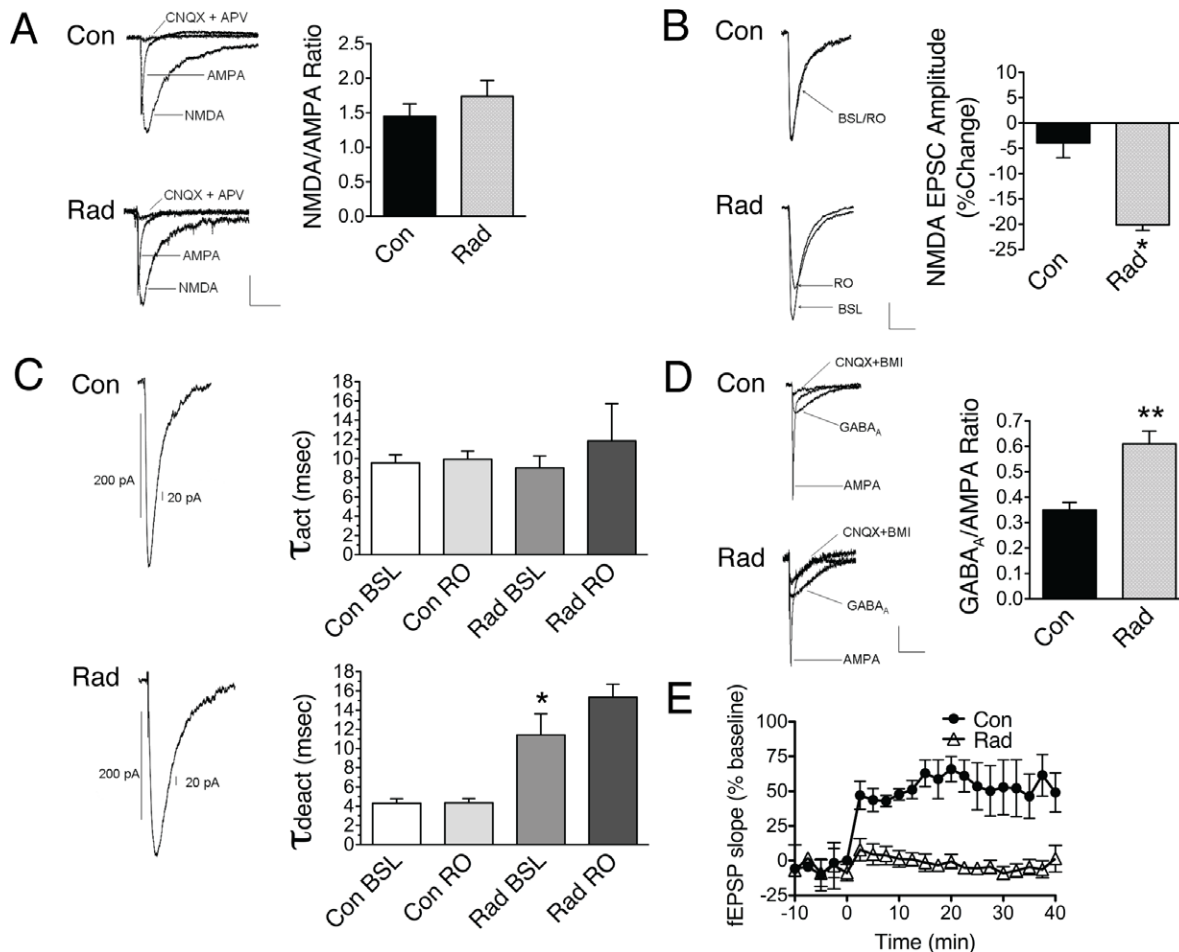 A
Con
CNQX + APV
AMPA
NMDA
Rad
CNQX + APV
AMPA
NMDA
NMDA/AMPA Ratio
2.5
2.0
1.5
1.0
0.5
0.0
Con
Rad
B
Con
BSL/RO
Rad
RO
BSL
NMDA EPSC Amplitude
(%Change)
10
5
0
-5
-10
-15
-20
-25
Con
Rad*
C
Con
200 pA
20 pA
τact (msec)
18
16
14
12
10
8
6
4
2
0
Con BSL
Con RO
Rad BSL
Rad RO
Rad
200 pA
20 pA
τdeact (msec)
18
16
14
12
10
8
6
4
2
0
*
Con BSL
Con RO
Rad BSL
Rad RO
D
Con
CNQX+BMI
GABAA
AMPA
Rad
CNQX+BMI
GABAA
AMPA
GABAA/AMPA Ratio
0.7
0.6
0.5
0.4
0.3
0.2
0.1
0.0
**
Con
Rad
E
Con
Rad
fEPSP slope (% baseline)
100
75
50
25
0
-25
-10
0
10
20
30
40
Time (min)